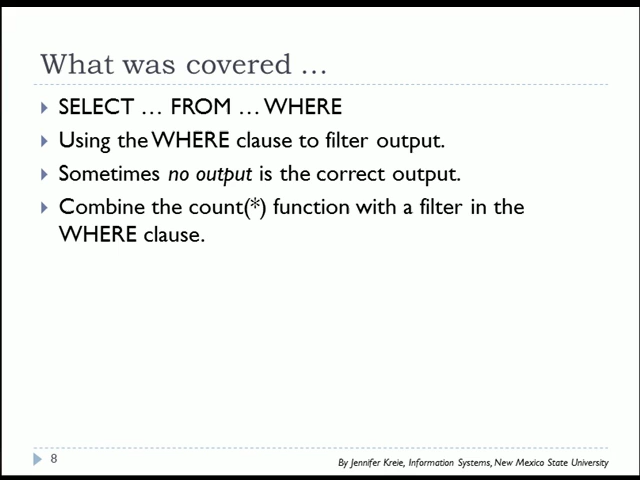 What was covered …
SELECT … FROM … WHERE
Using the WHERE clause to filter output.
Sometimes no output is the correct output.
Combine the count(*) function with a filter in the
WHERE clause.
8
By Jennifer Kreie, Information Systems, New Mexico State University